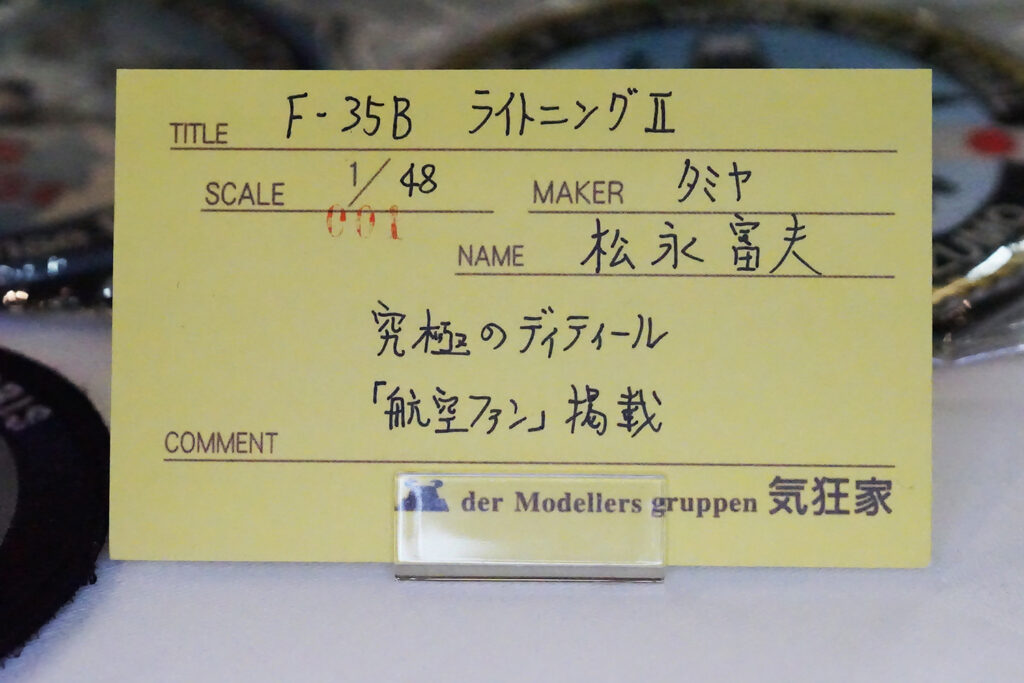 TITLE F-35B ライトニングⅡ
SCALE 1/48 MAKER タミヤ
001
NAME 松永富夫
究極のディティール
「航空ファン」掲載
COMMENT
der Modellers gruppen 気狂家